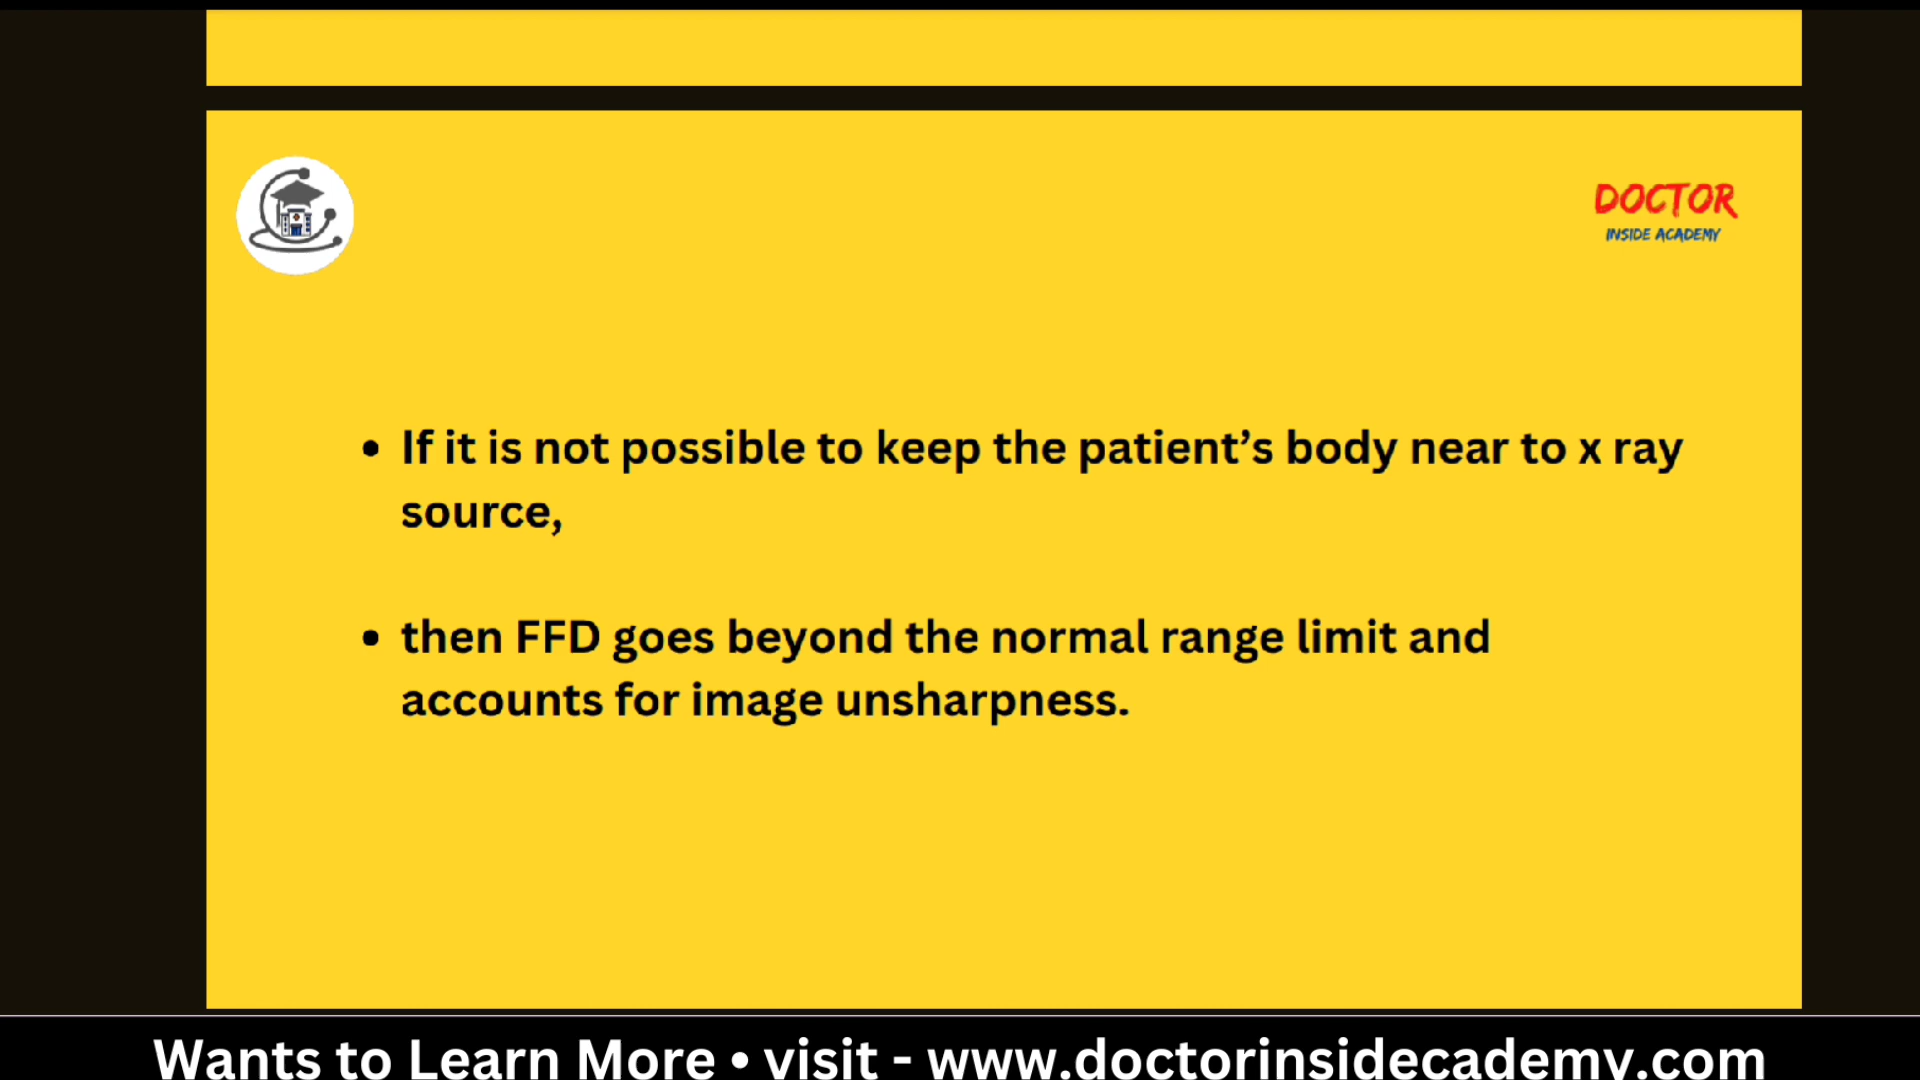 DOCTOR
INSIDE ACADEMY
• If it is not possible to keep the patient’s body near to x ray
source,
• then FFD goes beyond the normal range limit and
accounts for image unsharpness.
Wants to Learn More • visit - www.doctorinsidecademy.com